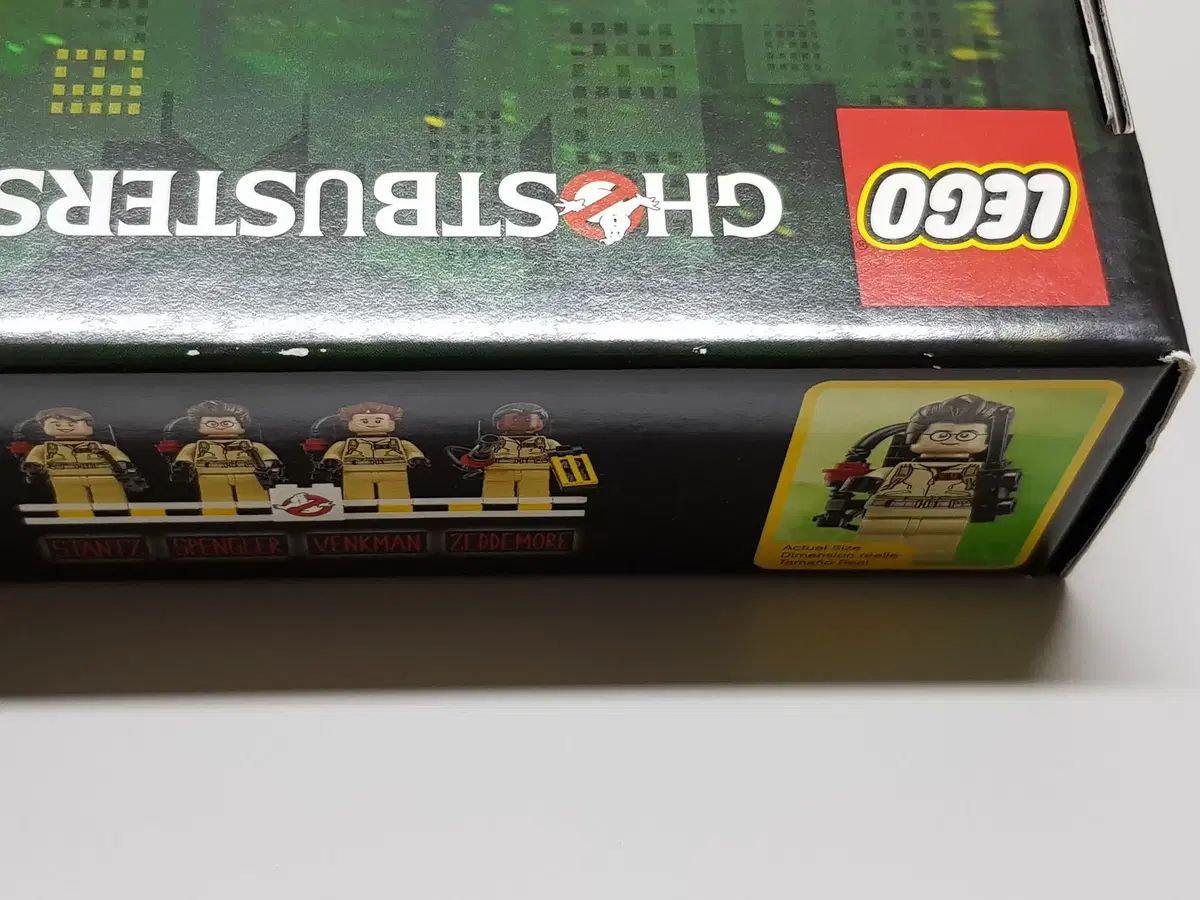 LEGO
®
GHOSTBUSTERS
STANTZ SPENGLER VENKMAN ZEDDEMORE
Actual Size
Dimension réelle
Tamaño Real